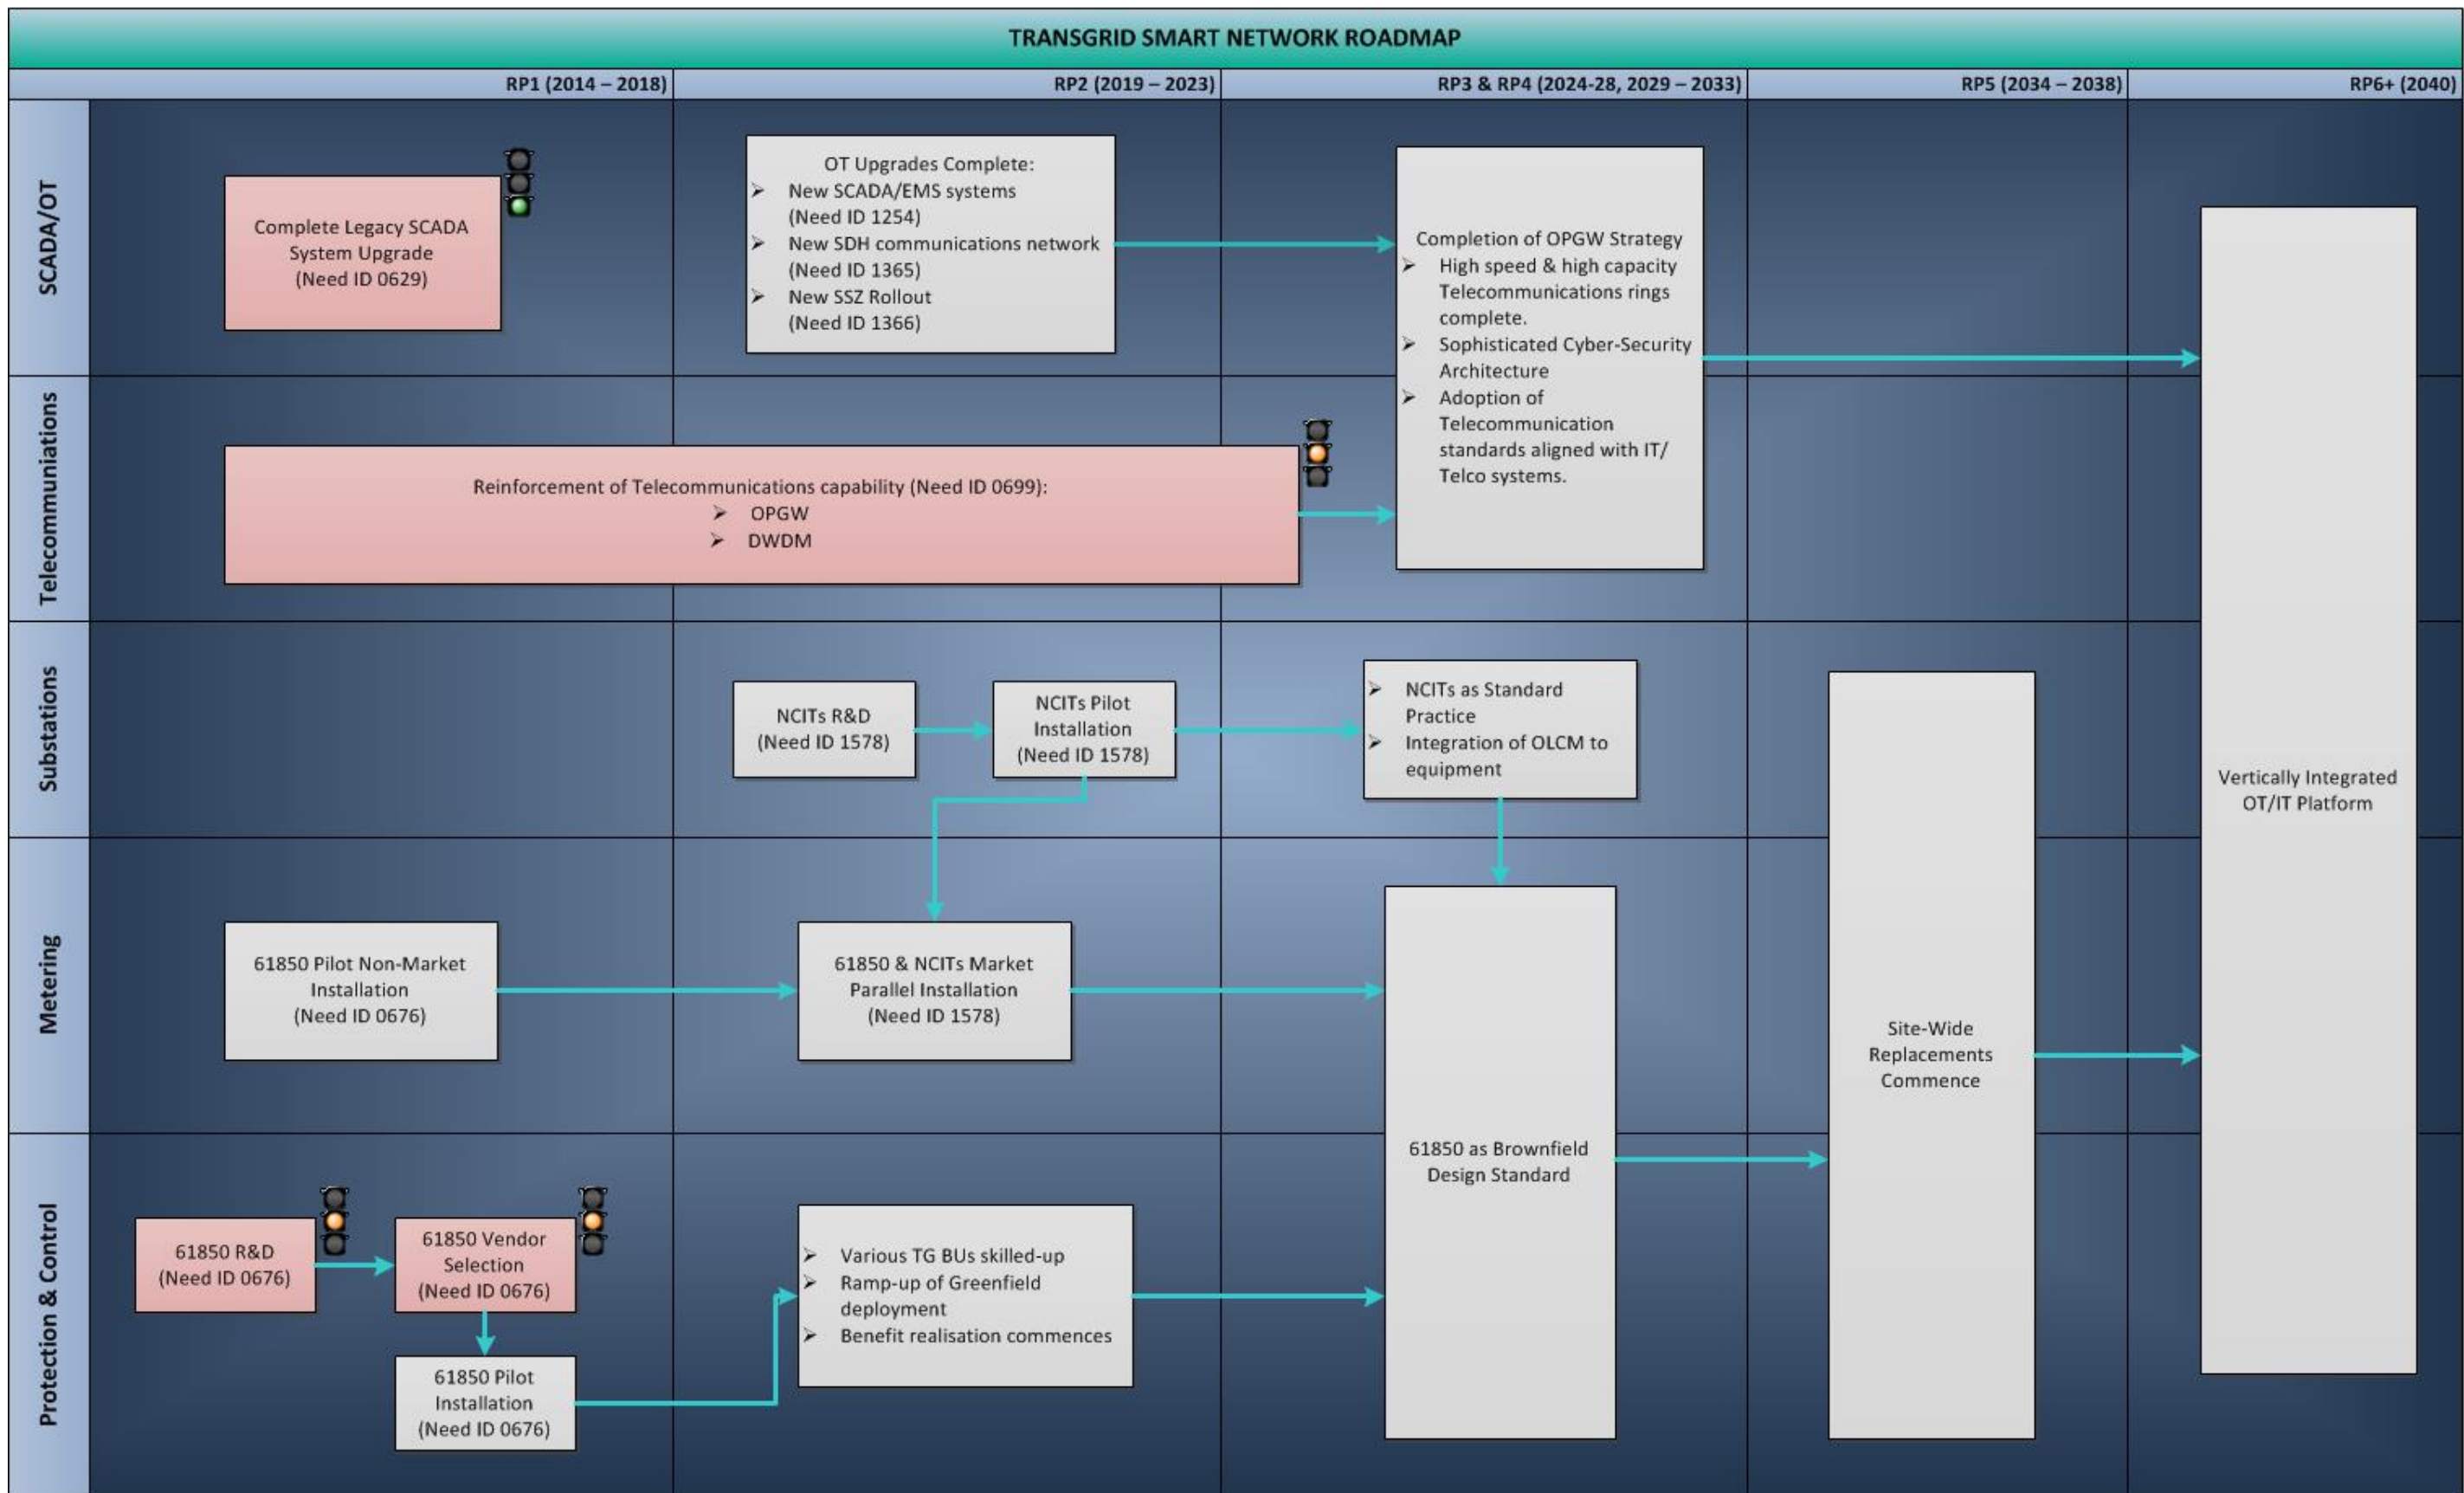 TRANSGRID SMART NETWORK ROADMAP
RP1 (2014 – 2018)
RP2 (2019 – 2023)
RP3 & RP4 (2024-28, 2029 – 2033)
RP5 (2034 – 2038)
RP6+ (2040)
SCADA/OT
Complete Legacy SCADA
System Upgrade
(Need ID 0629)
OT Upgrades Complete:
➢ New SCADA/EMS systems
(Need ID 1254)
➢ New SDH communications network
(Need ID 1365)
➢ New SSZ Rollout
(Need ID 1366)
Completion of OPGW Strategy
➢ High speed & high capacity
Telecommunications rings
complete.
➢ Sophisticated Cyber-Security
Architecture
➢ Adoption of
Telecommunication
standards aligned with IT/
Telco systems.
Telecommuniations
Reinforcement of Telecommunications capability (Need ID 0699):
➢ OPGW
➢ DWDM
Substations
NCITs R&D
(Need ID 1578)
NCITs Pilot
Installation
(Need ID 1578)
➢ NCITs as Standard
Practice
➢ Integration of OLCM to
equipment
Vertically Integrated
OT/IT Platform
Metering
61850 Pilot Non-Market
Installation
(Need ID 0676)
61850 & NCITs Market
Parallel Installation
(Need ID 1578)
Site-Wide
Replacements
Commence
Protection & Control
61850 R&D
(Need ID 0676)
61850 Vendor
Selection
(Need ID 0676)
61850 Pilot
Installation
(Need ID 0676)
➢ Various TG BUs skilled-up
➢ Ramp-up of Greenfield
deployment
➢ Benefit realisation commences
61850 as Brownfield
Design Standard